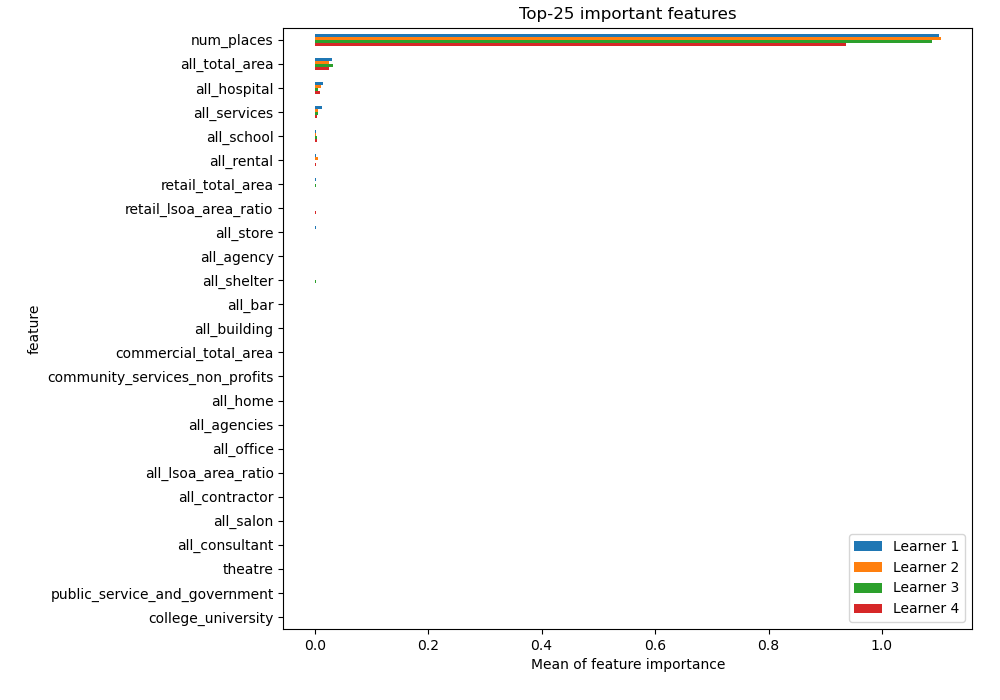 Top-25 important features
num_places
all_total_area
all_hospital
all_services
all_school
all_rental
retail_total_area
retail_lsoa_area_ratio
all_store
all_agency
all_shelter
all_bar
all_building
commercial_total_area
community_services_non_profits
all_home
all_agencies
all_office
all_lsoa_area_ratio
all_contractor
all_salon
all_consultant
theatre
public_service_and_government
college_university
feature
Learner 1
Learner 2
Learner 3
Learner 4
0.0 0.2 0.4 0.6 0.8 1.0
Mean of feature importance